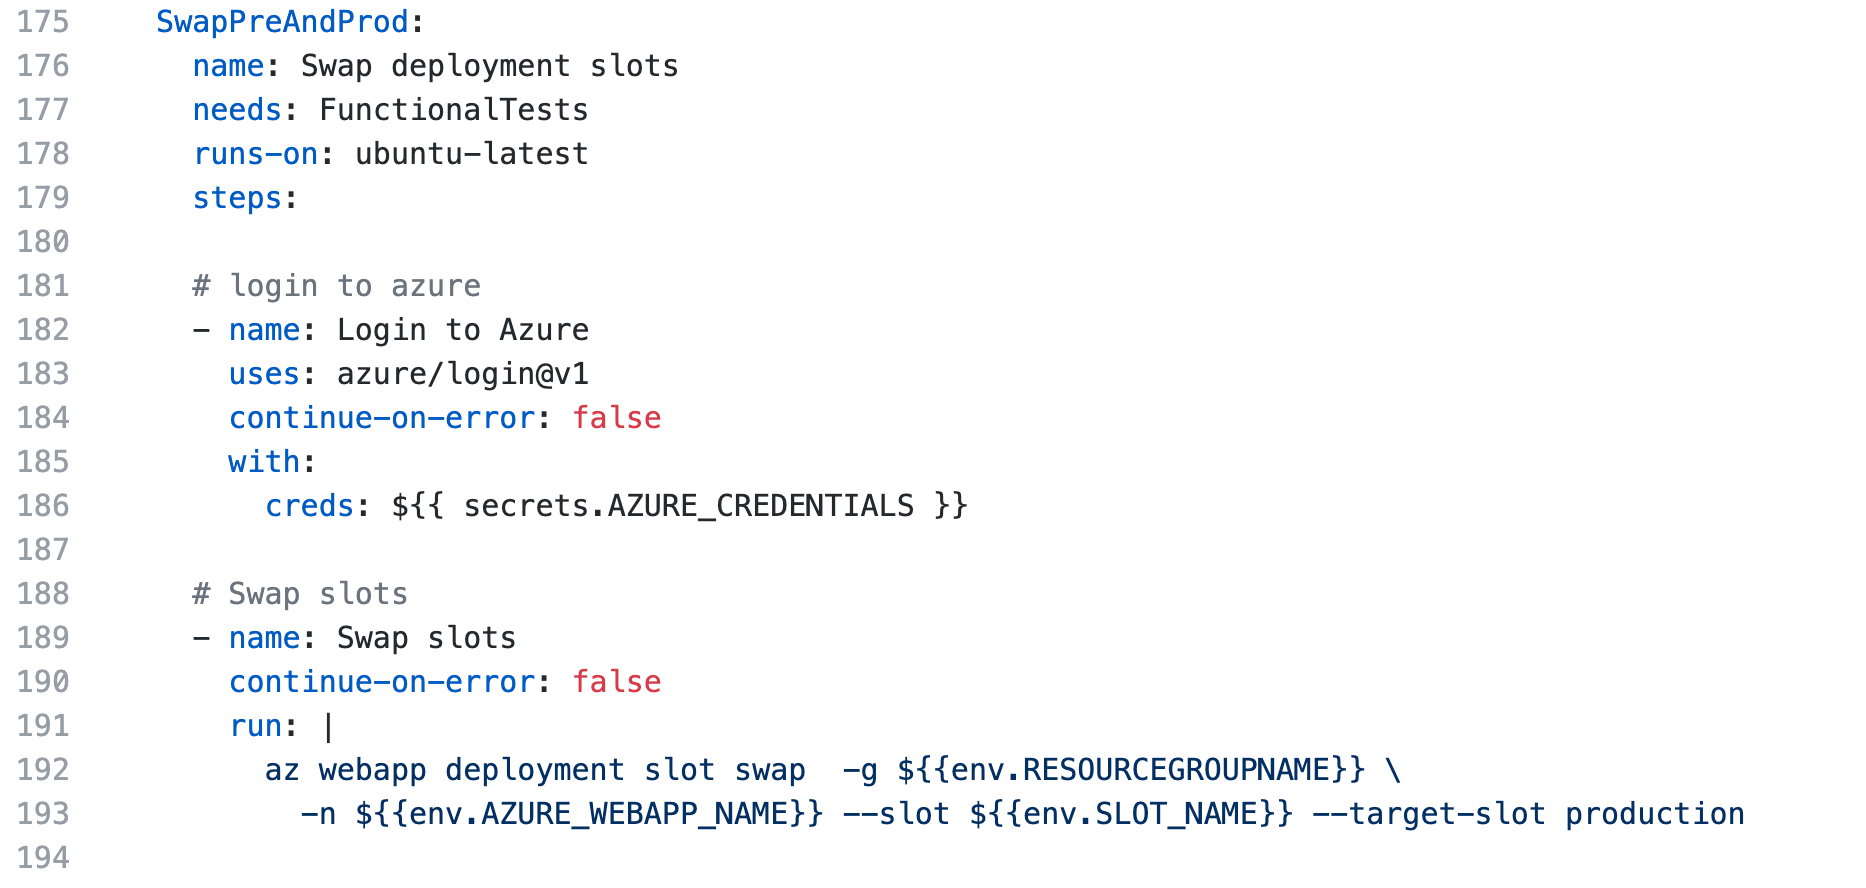 175 SwapPreAndProd:
176 name: Swap deployment slots
177 needs: FunctionalTests
178 runs-on: ubuntu-latest
179 steps:
180
181 # login to azure
182 - name: Login to Azure
183 uses: azure/login@v1
184 continue-on-error: false
185 with:
186 creds: ${{ secrets.AZURE_CREDENTIALS }}
187
188 # Swap slots
189 - name: Swap slots
190 continue-on-error: false
191 run: |
192 az webapp deployment slot swap  -g ${{env.RESOURCEGROUPNAME}} \
193 -n ${{env.AZURE_WEBAPP_NAME}} --slot ${{env.SLOT_NAME}} --target-slot production
194